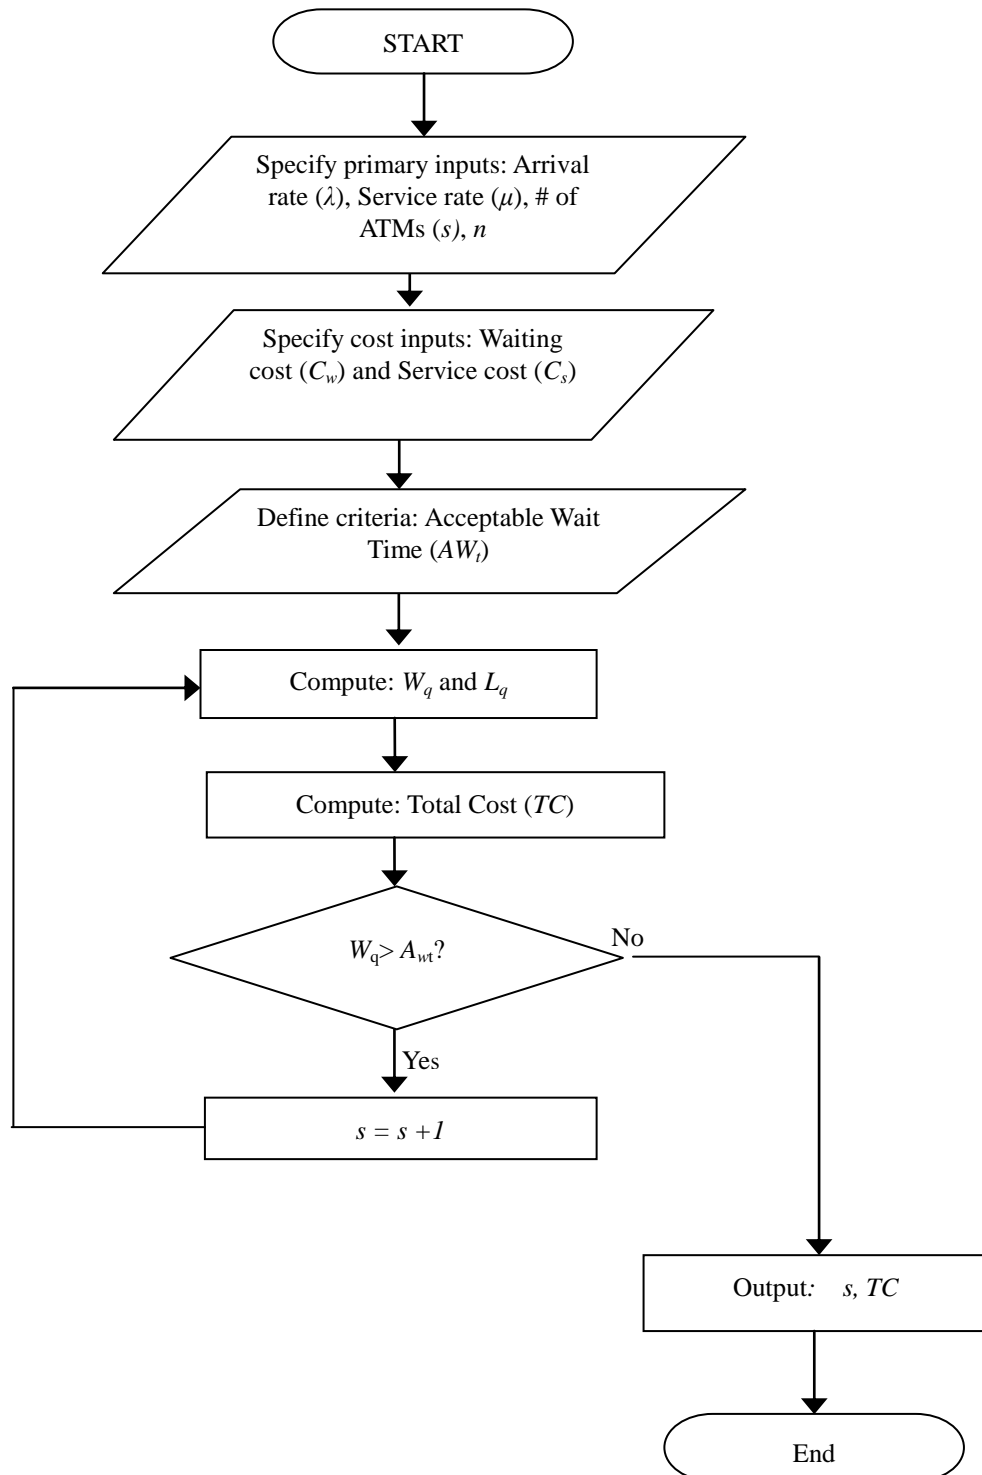 START
Specify primary inputs: Arrival
rate (λ), Service rate (μ), # of
ATMs (s), n
Specify cost inputs: Waiting
cost (Cw) and Service cost (Cs)
Define criteria: Acceptable Wait
Time (AWt)
Compute: Wq and Lq
Compute: Total Cost (TC)
Wq> Awt?
No
Yes
s = s +1
Output: s, TC
End